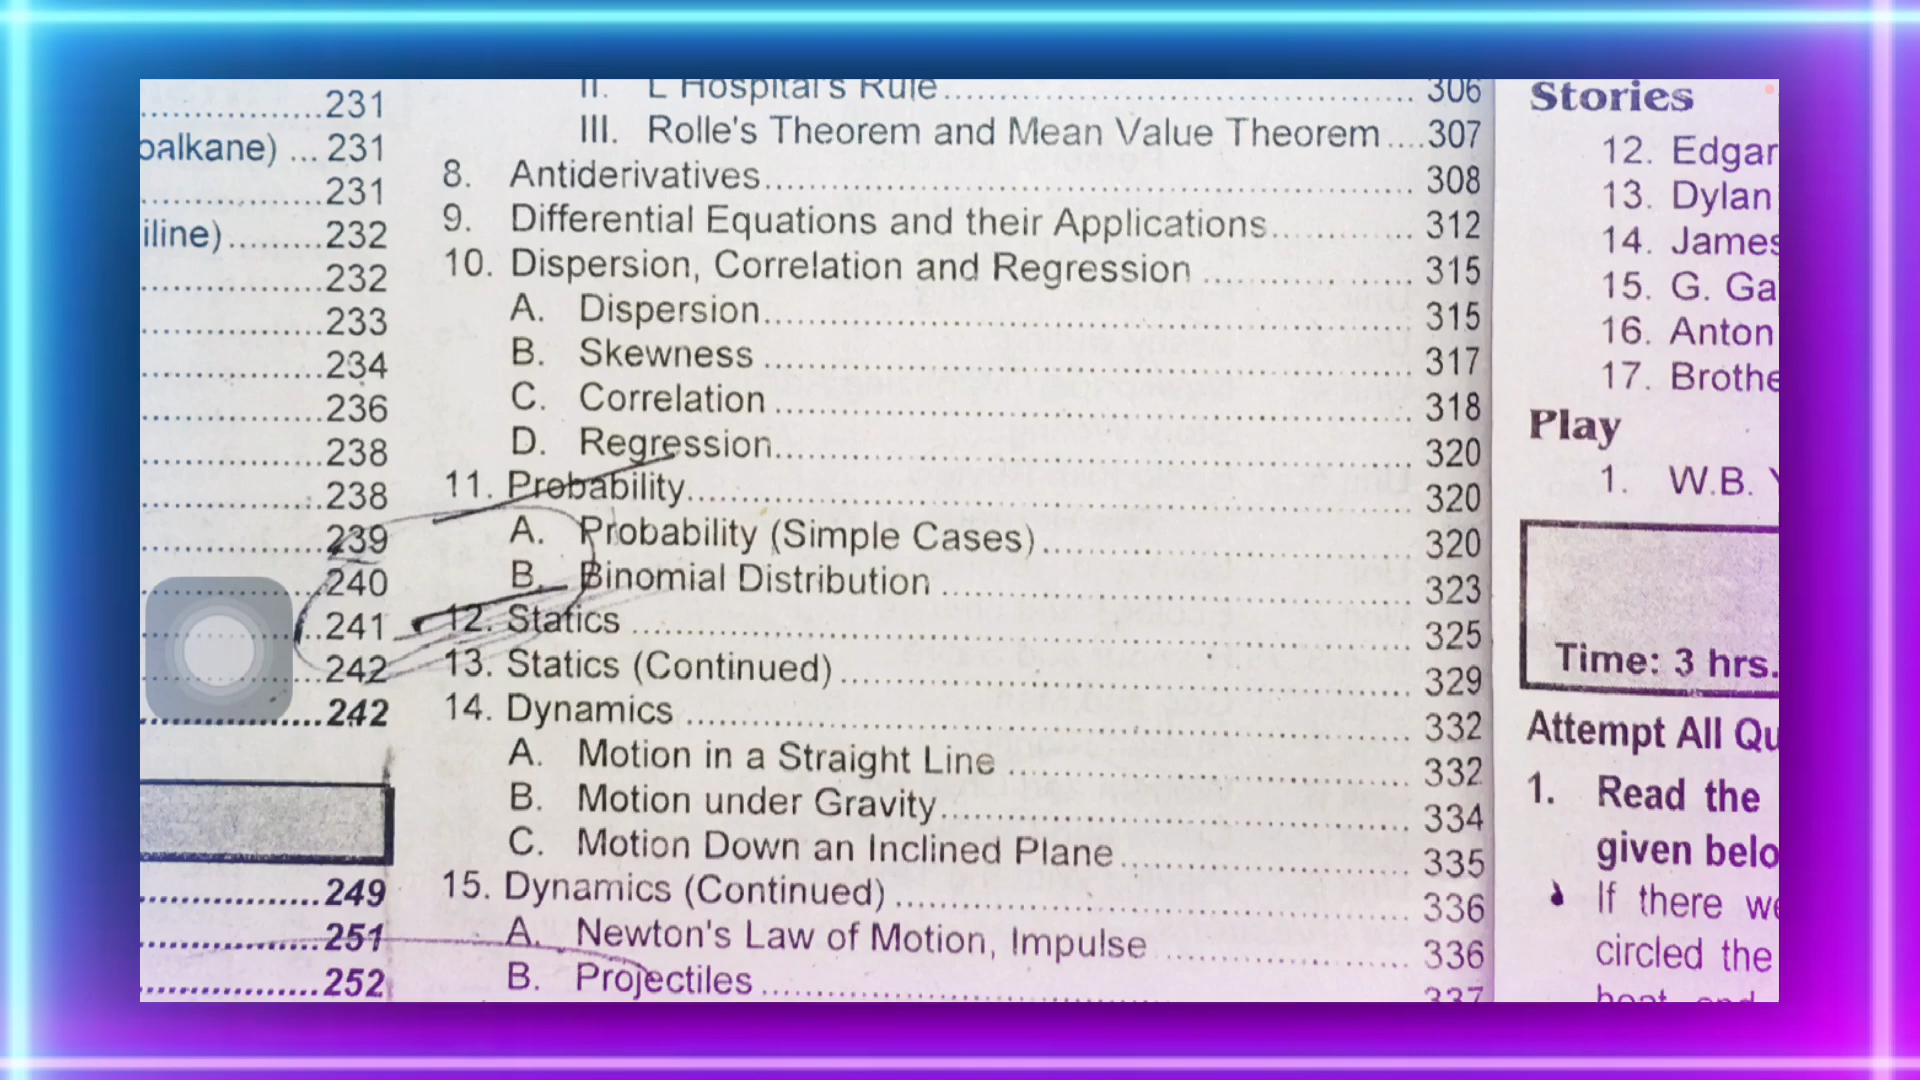 ..................231
palkane) ... 231
..................231
iline).........232
..................232
..................233
..................234
..................236
..................238
..................238
..................239
..................240
..................241
..................242
..................242
..................249
..................251
..................252
II. L'Hospital's Rule.......................................... 306
III. Rolle's Theorem and Mean Value Theorem....307
8. Antiderivatives.......................................................... 308
9. Differential Equations and their Applications............. 312
10. Dispersion, Correlation and Regression .................... 315
A. Dispersion.......................................................... 315
B. Skewness .......................................................... 317
C. Correlation ......................................................... 318
D. Regression......................................................... 320
11. Probability................................................................ 320
A. Probability (Simple Cases)................................. 320
B. Binomial Distribution .......................................... 323
12. Statics ...................................................................... 325
13. Statics (Continued) ................................................... 329
14. Dynamics .................................................................. 332
A. Motion in a Straight Line .................................... 332
B. Motion under Gravity.......................................... 334
C. Motion Down an Inclined Plane......................... 335
15. Dynamics (Continued) .............................................. 336
A. Newton's Law of Motion, Impulse ..................... 336
B. Projectiles .......................................................... 337
Stories
12. Edgar
13. Dylan
14. James
15. G. Ga
16. Anton
17. Brothe
Play
1. W.B.
Time: 3 hrs.
Attempt All Qu
1. Read the
given belo
If there we
circled the
boat and